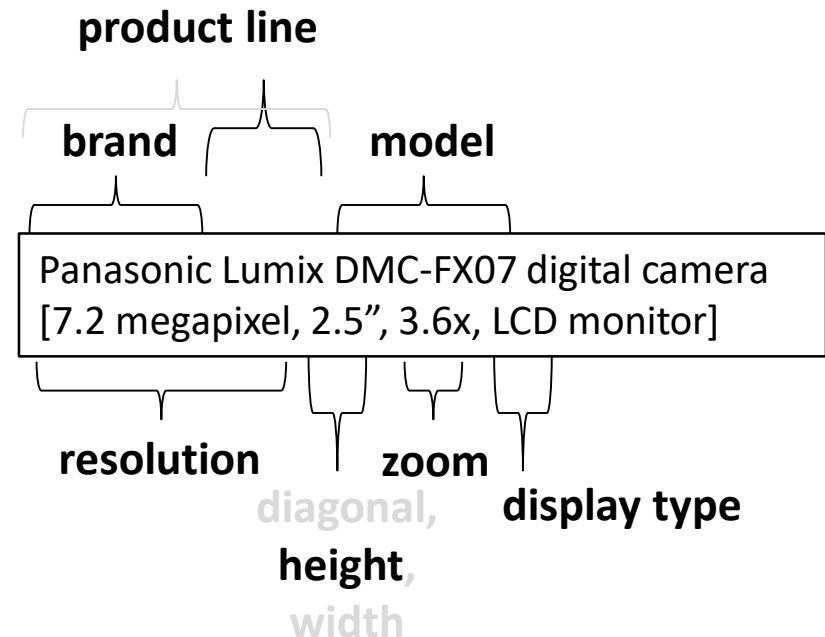 product line
brand
model
Panasonic Lumix DMC-FX07 digital camera
[7.2 megapixel, 2.5”, 3.6x, LCD monitor]
resolution
zoom
diagonal,
display type
height,
width